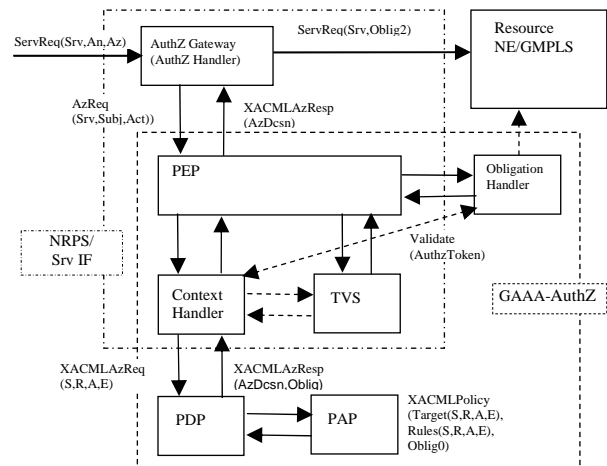 ServReq(Srv,An,Az)
AuthZ Gateway
(AuthZ Handler)
ServReq(Srv,Oblig2)
Resource
NE/GMPLS
AzReq
(Srv,Subj,Act))
XACMLAzResp
(AzDcsn)
PEP
Obligation
Handler
NRPS/
Srv IF
Validate
(AuthzToken)
Context
Handler
TVS
GAAA-AuthZ
XACMLAzReq
(S,R,A,E)
XACMLAzResp
(AzDcsn,Oblig)
PDP
PAP
XACMLPolicy
(Target(S,R,A,E),
Rules(S,R,A,E),
Oblig0)